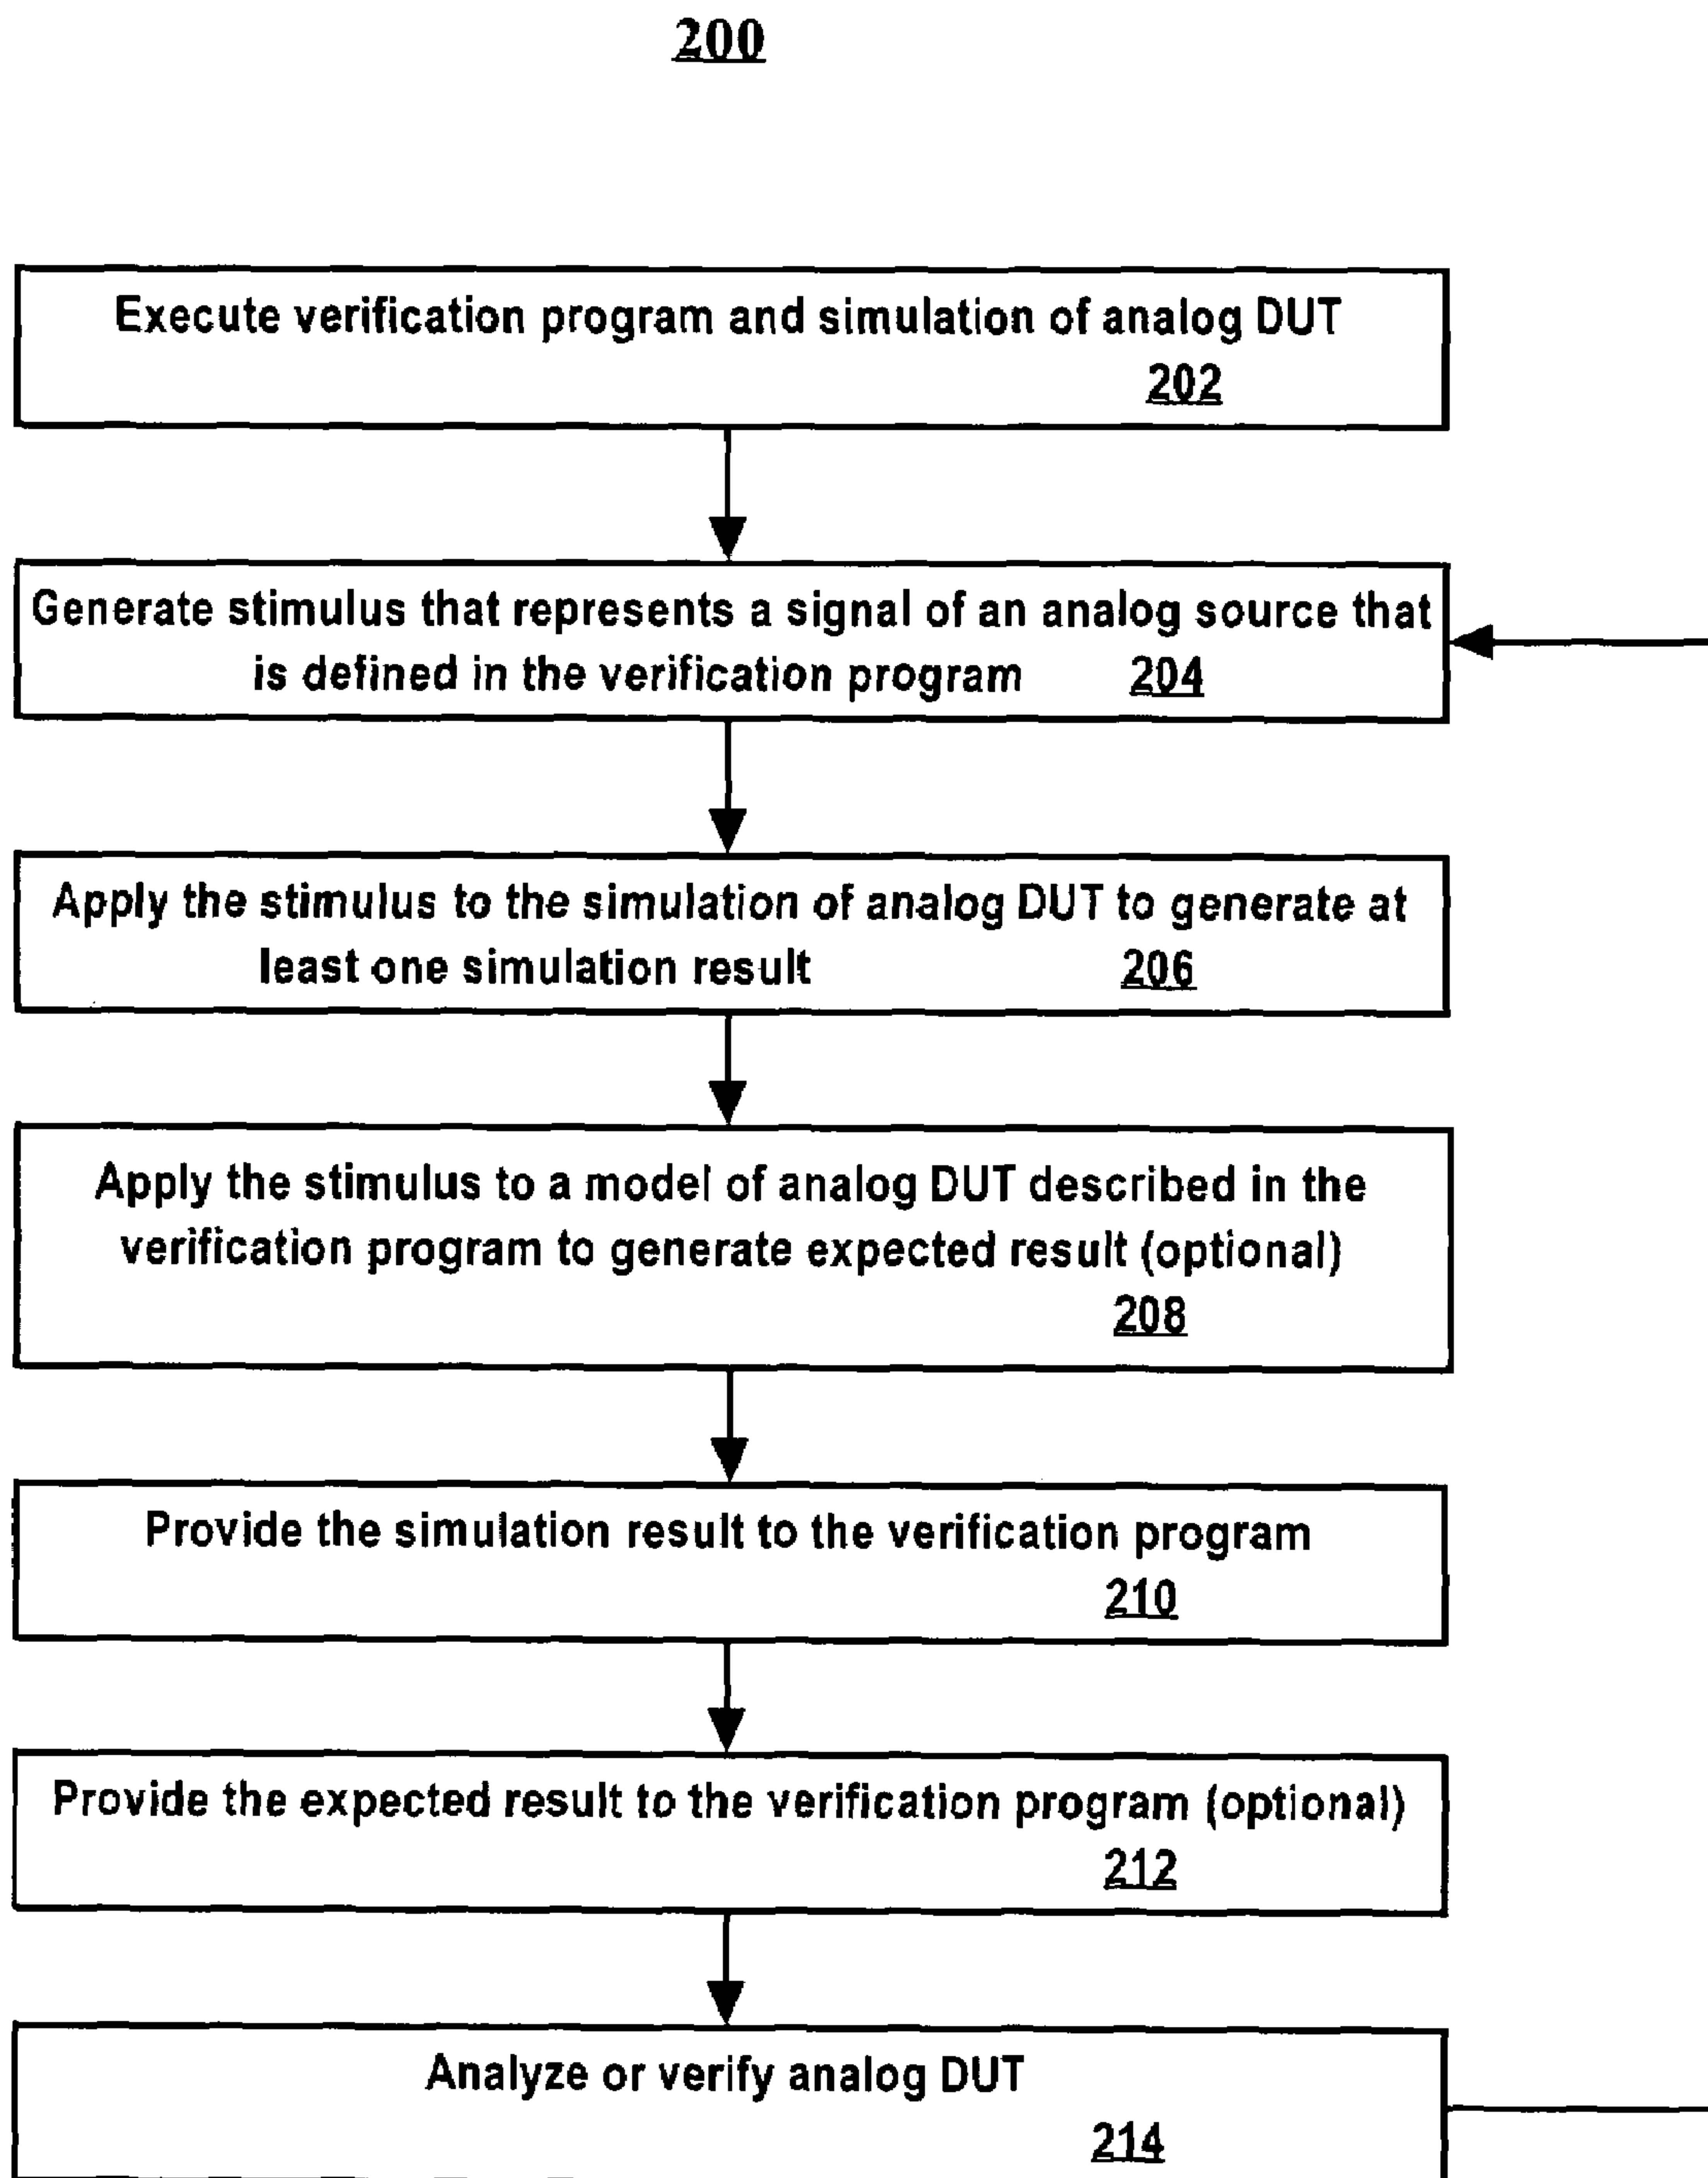 200
Execute verification program and simulation of analog DUT
202
Generate stimulus that represents a signal of an analog source that
is defined in the verification program 204
Apply the stimulus to the simulation of analog DUT to generate at
least one simulation result 206
Apply the stimulus to a model of analog DUT described in the
verification program to generate expected result (optional)
208
Provide the simulation result to the verification program
210
Provide the expected result to the verification program (optional)
212
Analyze or verify analog DUT
214